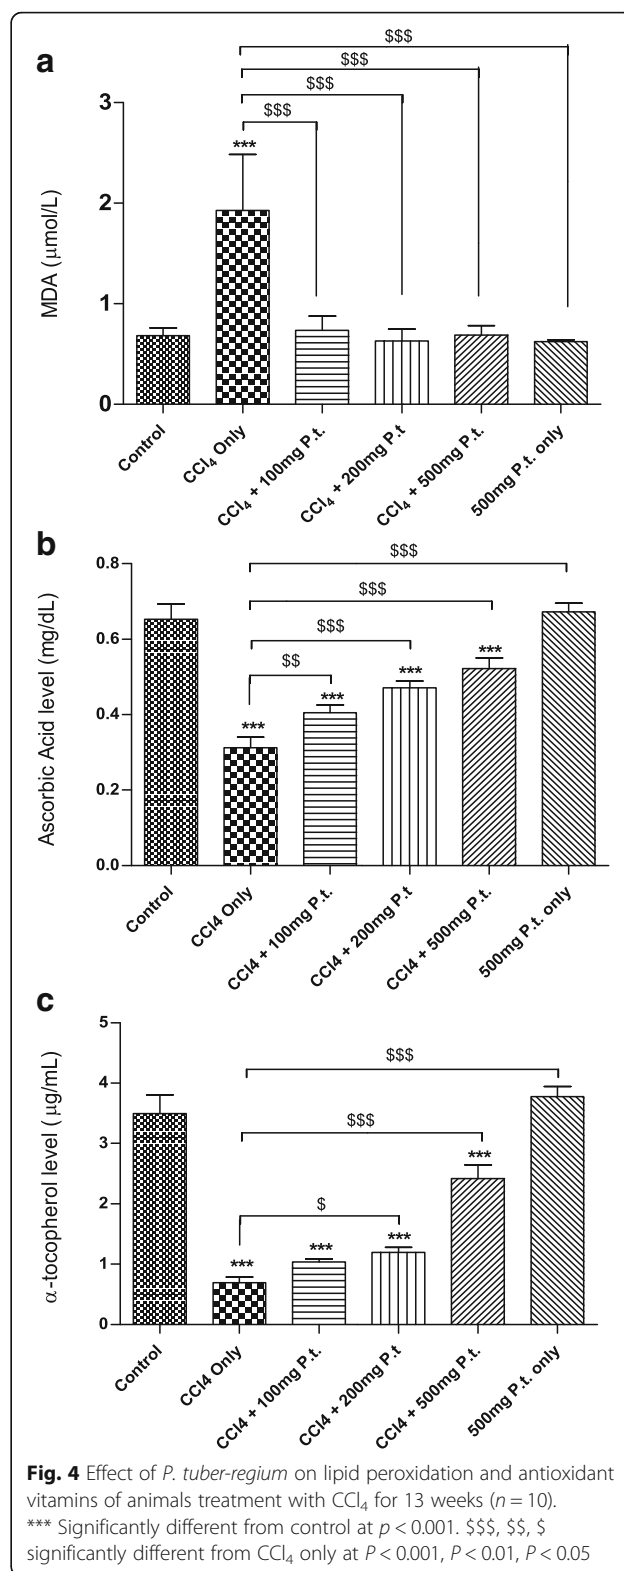 a
$$$
$$$
$$$
$$$
***
MDA (μmol/L)
3
2
1
0
Control
CCl₄ Only
CCl₄ + 100mg P.t.
CCl₄ + 200mg P.t
CCl₄ + 500mg P.t.
500mg P.t. only
b
$$$
$$$
$$$
$$
***
***
***
***
Ascorbic Acid level (mg/dL)
0.8
0.6
0.4
0.2
0.0
Control
CCl4 Only
CCl4 + 100mg P.t.
CCl4 + 200mg P.t
CCl4 + 500mg P.t.
500mg P.t. only
c
$$$
$$$
$
***
***
***
***
α-tocopherol level (μg/mL)
5
4
3
2
1
0
Control
CCl4 Only
CCl4 + 100mg P.t.
CCl4 + 200mg P.t
CCl4 + 500mg P.t.
500mg P.t. only
Fig. 4 Effect of P. tuber-regium on lipid peroxidation and antioxidant
vitamins of animals treatment with CCl₄ for 13 weeks (n = 10).
*** Significantly different from control at p < 0.001. $$$, $$, $
significantly different from CCl₄ only at P < 0.001, P < 0.01, P < 0.05